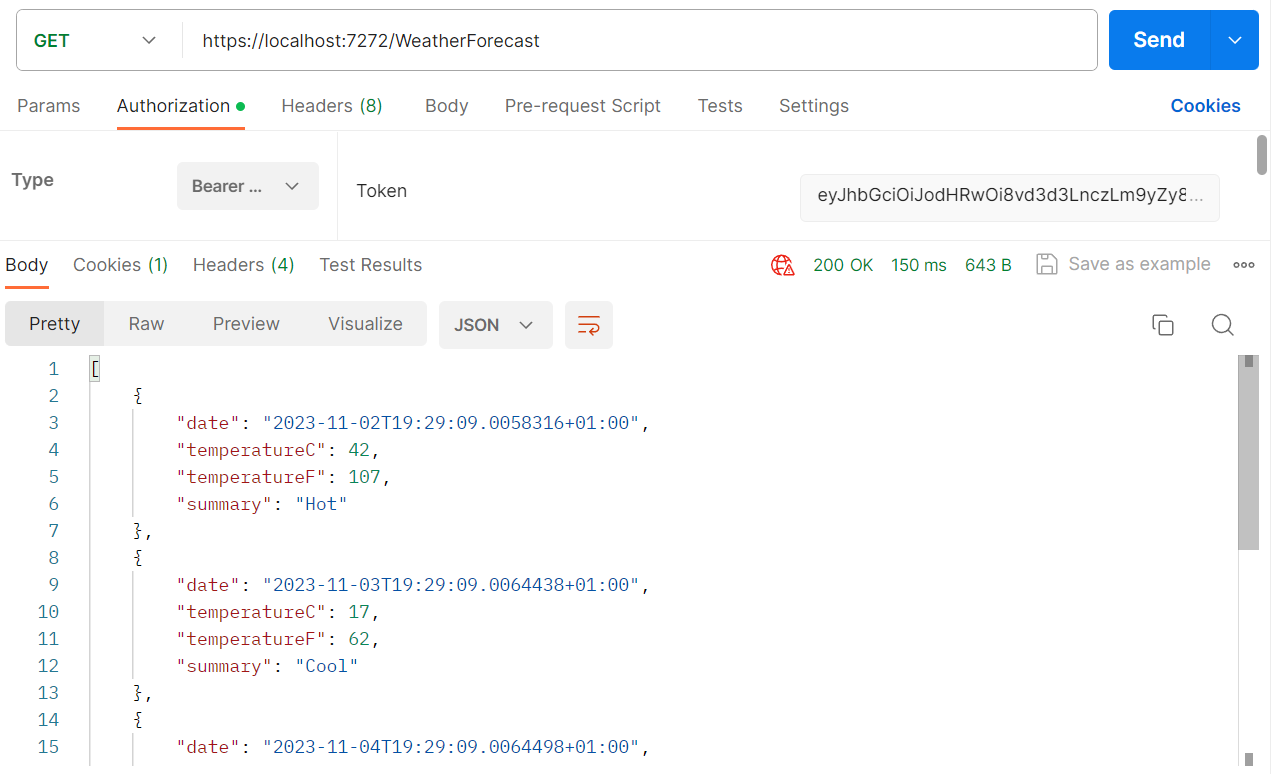 GET https://localhost:7272/WeatherForecast Send
Params Authorization Headers (8) Body Pre-request Script Tests Settings Cookies
Type Bearer ... Token eyJhbGciOiJodHRwOi8vd3d3LnczLm9yZy8...
Body Cookies (1) Headers (4) Test Results 200 OK 150 ms 643 B Save as example
Pretty Raw Preview Visualize JSON
1 [
2 {
3 "date": "2023-11-02T19:29:09.0058316+01:00",
4 "temperatureC": 42,
5 "temperatureF": 107,
6 "summary": "Hot"
7 },
8 {
9 "date": "2023-11-03T19:29:09.0064438+01:00",
10 "temperatureC": 17,
11 "temperatureF": 62,
12 "summary": "Cool"
13 },
14 {
15 "date": "2023-11-04T19:29:09.0064498+01:00",